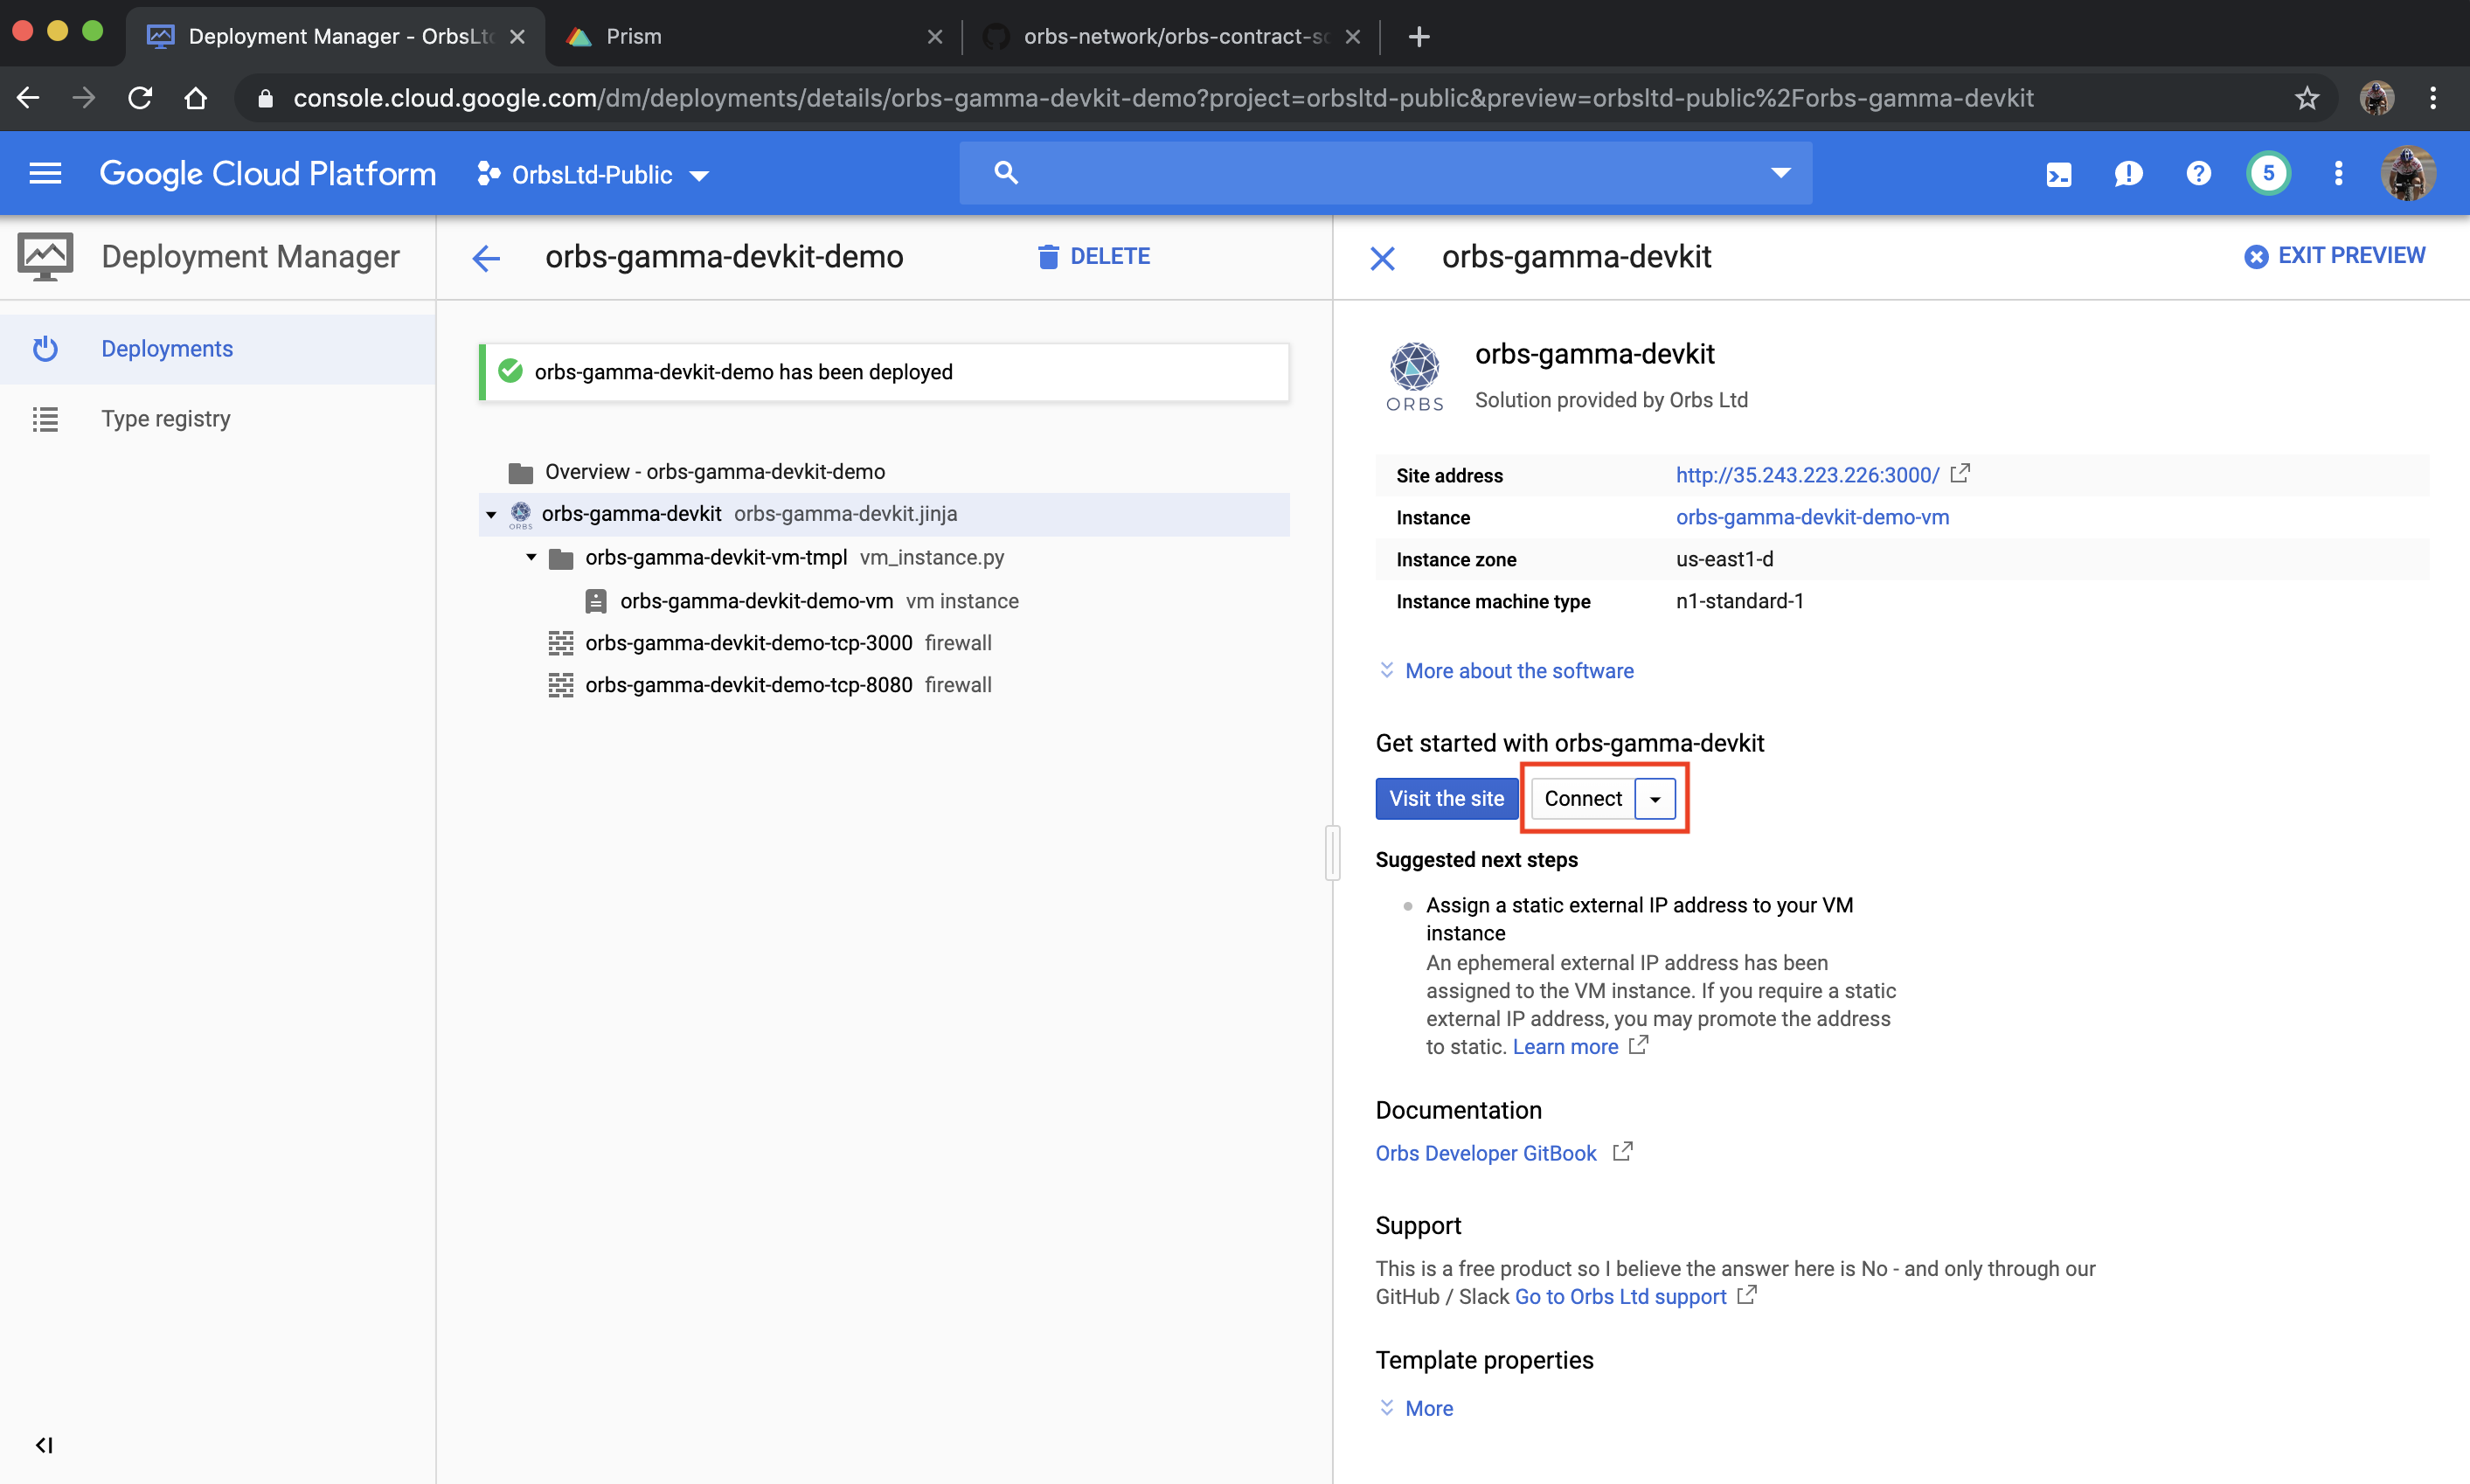 Deployment Manager - OrbsLtd
Prism
orbs-network/orbs-contract-sd
console.cloud.google.com/dm/deployments/details/orbs-gamma-devkit-demo?project=orbsltd-public&preview=orbsltd-public%2Forbs-gamma-devkit
Google Cloud Platform
OrbsLtd-Public
5
Deployment Manager
orbs-gamma-devkit-demo
DELETE
orbs-gamma-devkit
EXIT PREVIEW
Deployments
Type registry
orbs-gamma-devkit-demo has been deployed
Overview - orbs-gamma-devkit-demo
ORBS
orbs-gamma-devkit orbs-gamma-devkit.jinja
orbs-gamma-devkit-vm-tmpl vm_instance.py
orbs-gamma-devkit-demo-vm vm instance
orbs-gamma-devkit-demo-tcp-3000 firewall
orbs-gamma-devkit-demo-tcp-8080 firewall
ORBS
orbs-gamma-devkit
Solution provided by Orbs Ltd
Site address http://35.243.223.226:3000/
Instance orbs-gamma-devkit-demo-vm
Instance zone us-east1-d
Instance machine type n1-standard-1
More about the software
Get started with orbs-gamma-devkit
Visit the site
Connect
Suggested next steps
Assign a static external IP address to your VM
instance
An ephemeral external IP address has been
assigned to the VM instance. If you require a static
external IP address, you may promote the address
to static. Learn more
Documentation
Orbs Developer GitBook
Support
This is a free product so I believe the answer here is No - and only through our
GitHub / Slack Go to Orbs Ltd support
Template properties
More